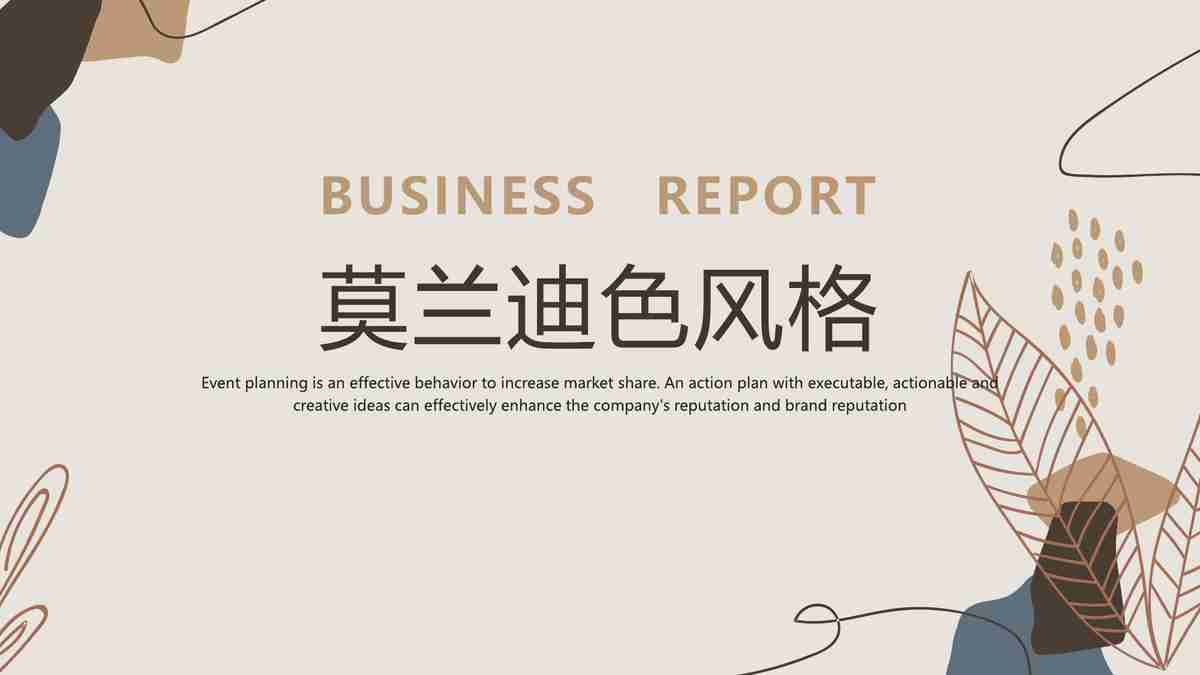 BUSINESS REPORT
莫兰迪色风格
Event planning is an effective behavior to increase market share. An action plan with executable, actionable and
creative ideas can effectively enhance the company's reputation and brand reputation